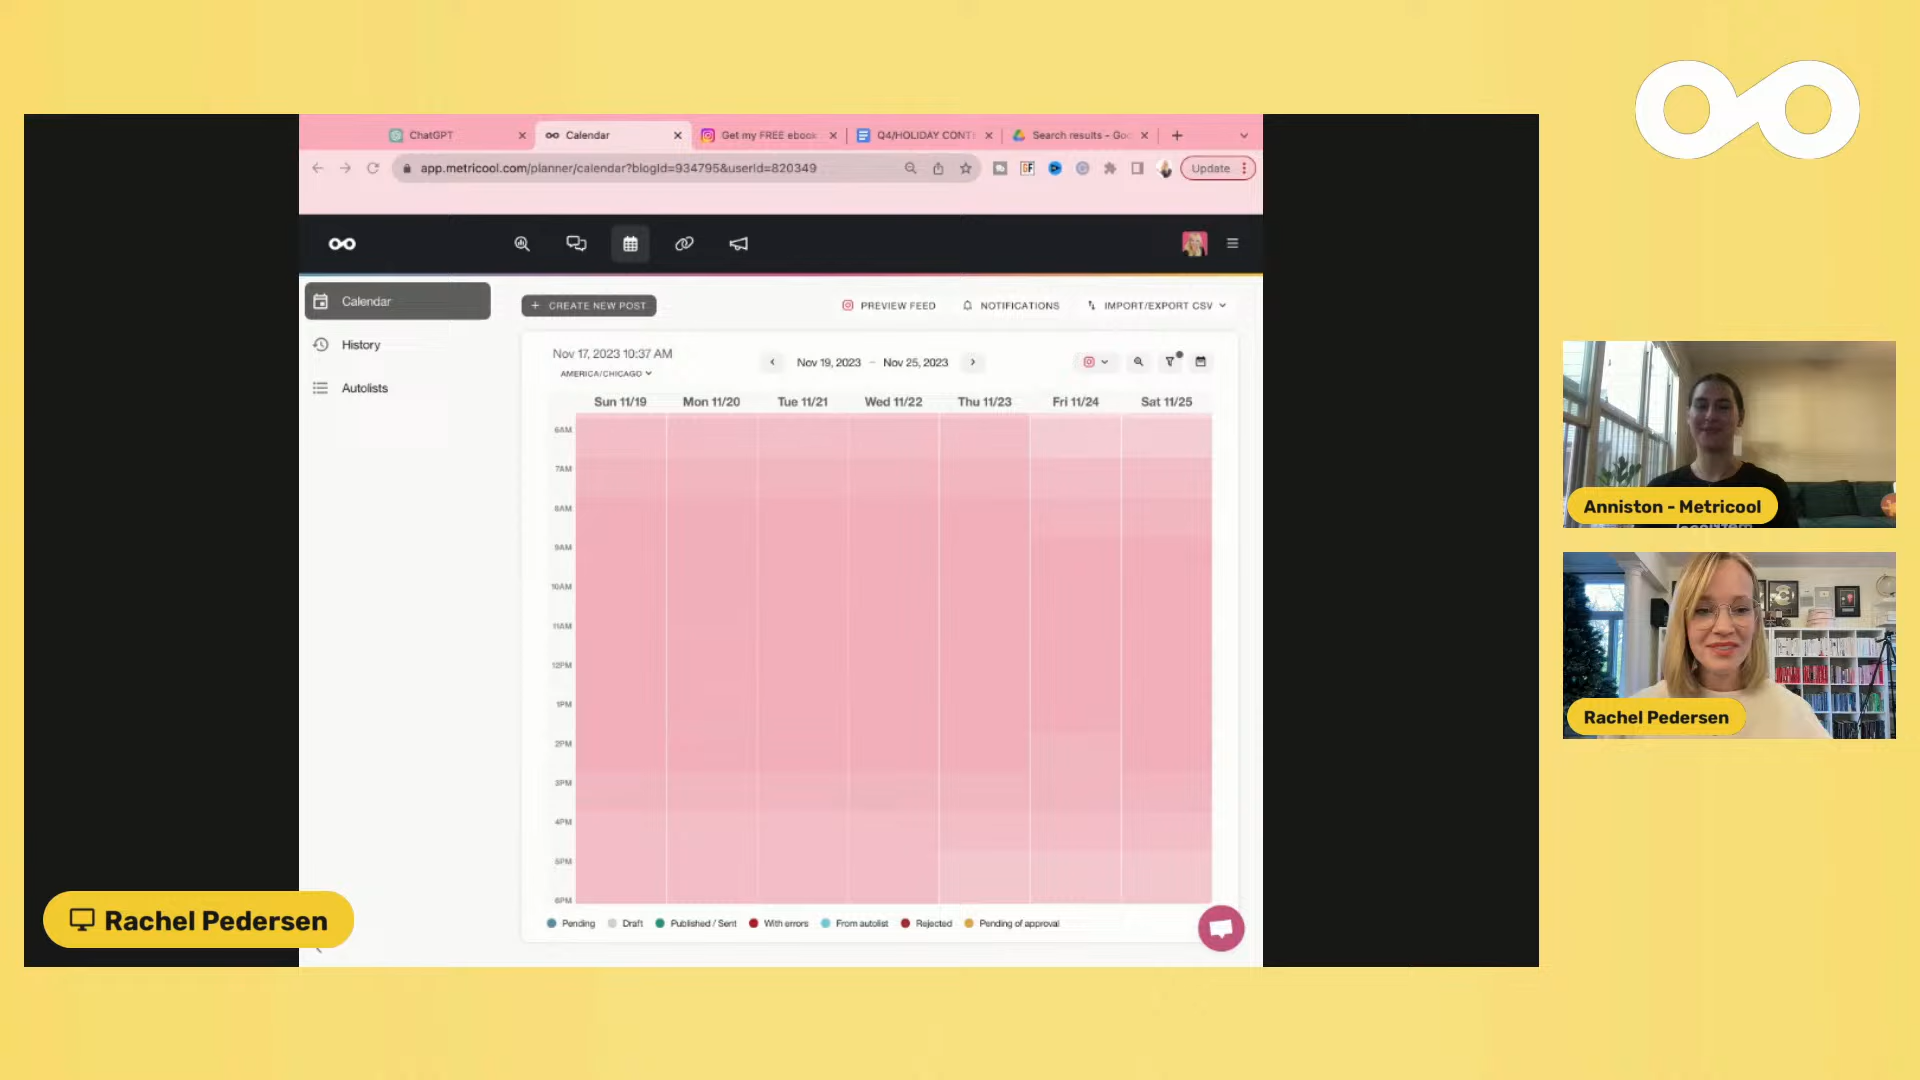 ChatGPT
Calendar
Get my FREE ebook
Q4/HOLIDAY CONT
Search results - Goo
app.metricool.com/planner/calendar?blogId=934795&userId=820349
GF
Update
Calendar
History
Autolists
+ CREATE NEW POST
PREVIEW FEED
NOTIFICATIONS
IMPORT/EXPORT CSV
Nov 17, 2023 10:37 AM
AMERICA/CHICAGO
Nov 19, 2023 – Nov 25, 2023
Sun 11/19 Mon 11/20 Tue 11/21 Wed 11/22 Thu 11/23 Fri 11/24 Sat 11/25
6AM
7AM
8AM
9AM
10AM
11AM
12PM
1PM
2PM
3PM
4PM
5PM
6PM
Pending Draft Published / Sent With errors From autolist Rejected Pending of approval
Rachel Pedersen
Anniston - Metricool
Rachel Pedersen